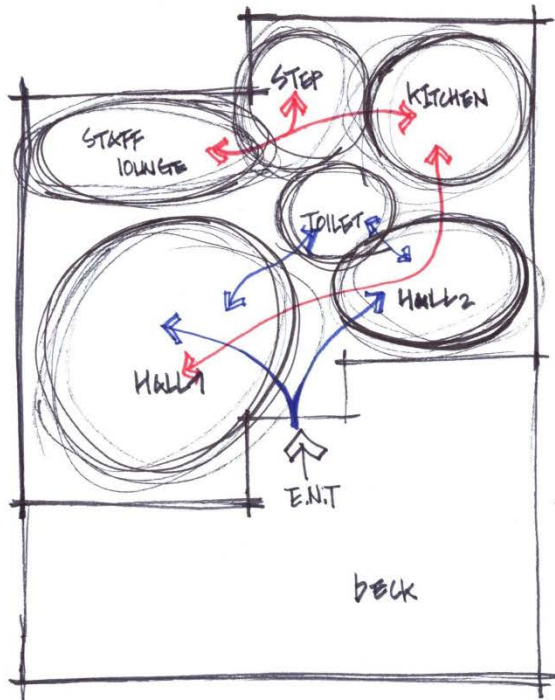 STEP
KITCHEN
STAFF
LOUNGE
TOILET
HALL2
HALL1
E.N.T
DECK